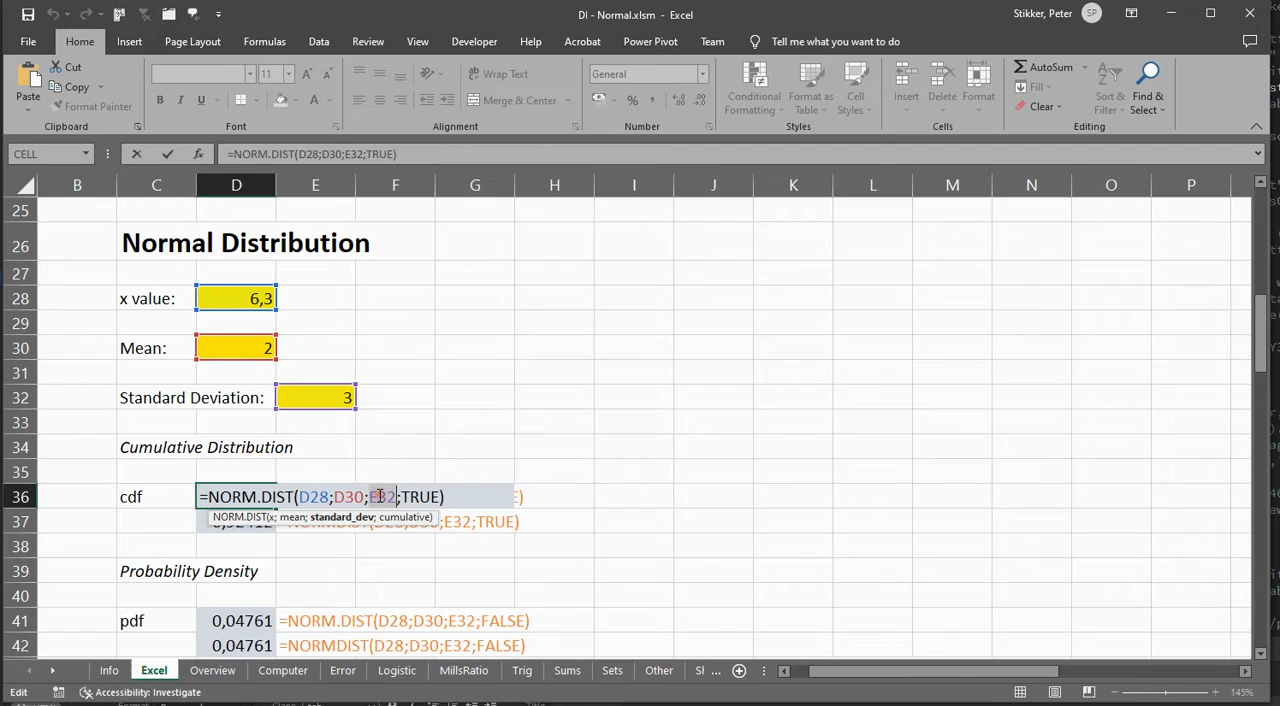 DI - Normal.xlsm - Excel
Stikker, Peter SP
File Home Insert Page Layout Formulas Data Review View Developer Help Acrobat Power Pivot Team Tell me what you want to do
Paste
Cut
Copy
Format Painter
Clipboard
11 A A
B I U A
Font
ab
Wrap Text
Merge & Center
Alignment
General
%
Number
Conditional Formatting
Format as Table
Cell Styles
Styles
Insert Delete Format
Cells
AutoSum
Fill
Clear
Sort & Filter
Find & Select
Editing
CELL fx =NORM.DIST(D28;D30;E32;TRUE)
B C D E F G H I J K L M N O P
25
26 Normal Distribution
27
28 x value: 6,3
29
30 Mean: 2
31
32 Standard Deviation: 3
33
34 Cumulative Distribution
35
36 cdf =NORM.DIST(D28;D30;E32;TRUE) E)
NORM.DIST(x; mean; standard_dev; cumulative)
37 E32;TRUE)
38
39 Probability Density
40
41 pdf 0,04761 =NORM.DIST(D28;D30;E32;FALSE)
42 0,04761 =NORMDIST(D28;D30;E32;FALSE)
Info Excel Overview Computer Error Logistic MillsRatio Trig Sums Sets Other Sl ...
Edit Accessibility: Investigate 145%